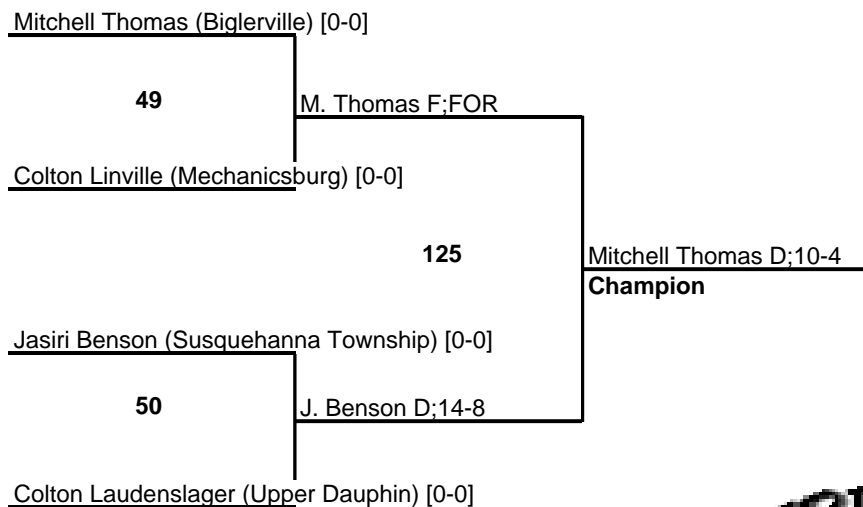 Mitchell Thomas (Biglerville) [0-0]
49
M. Thomas F;FOR
Colton Linville (Mechanicsburg) [0-0]
125
Mitchell Thomas D;10-4
Champion
Jasiri Benson (Susquehanna Township) [0-0]
50
J. Benson D;14-8
Colton Laudenslager (Upper Dauphin) [0-0]